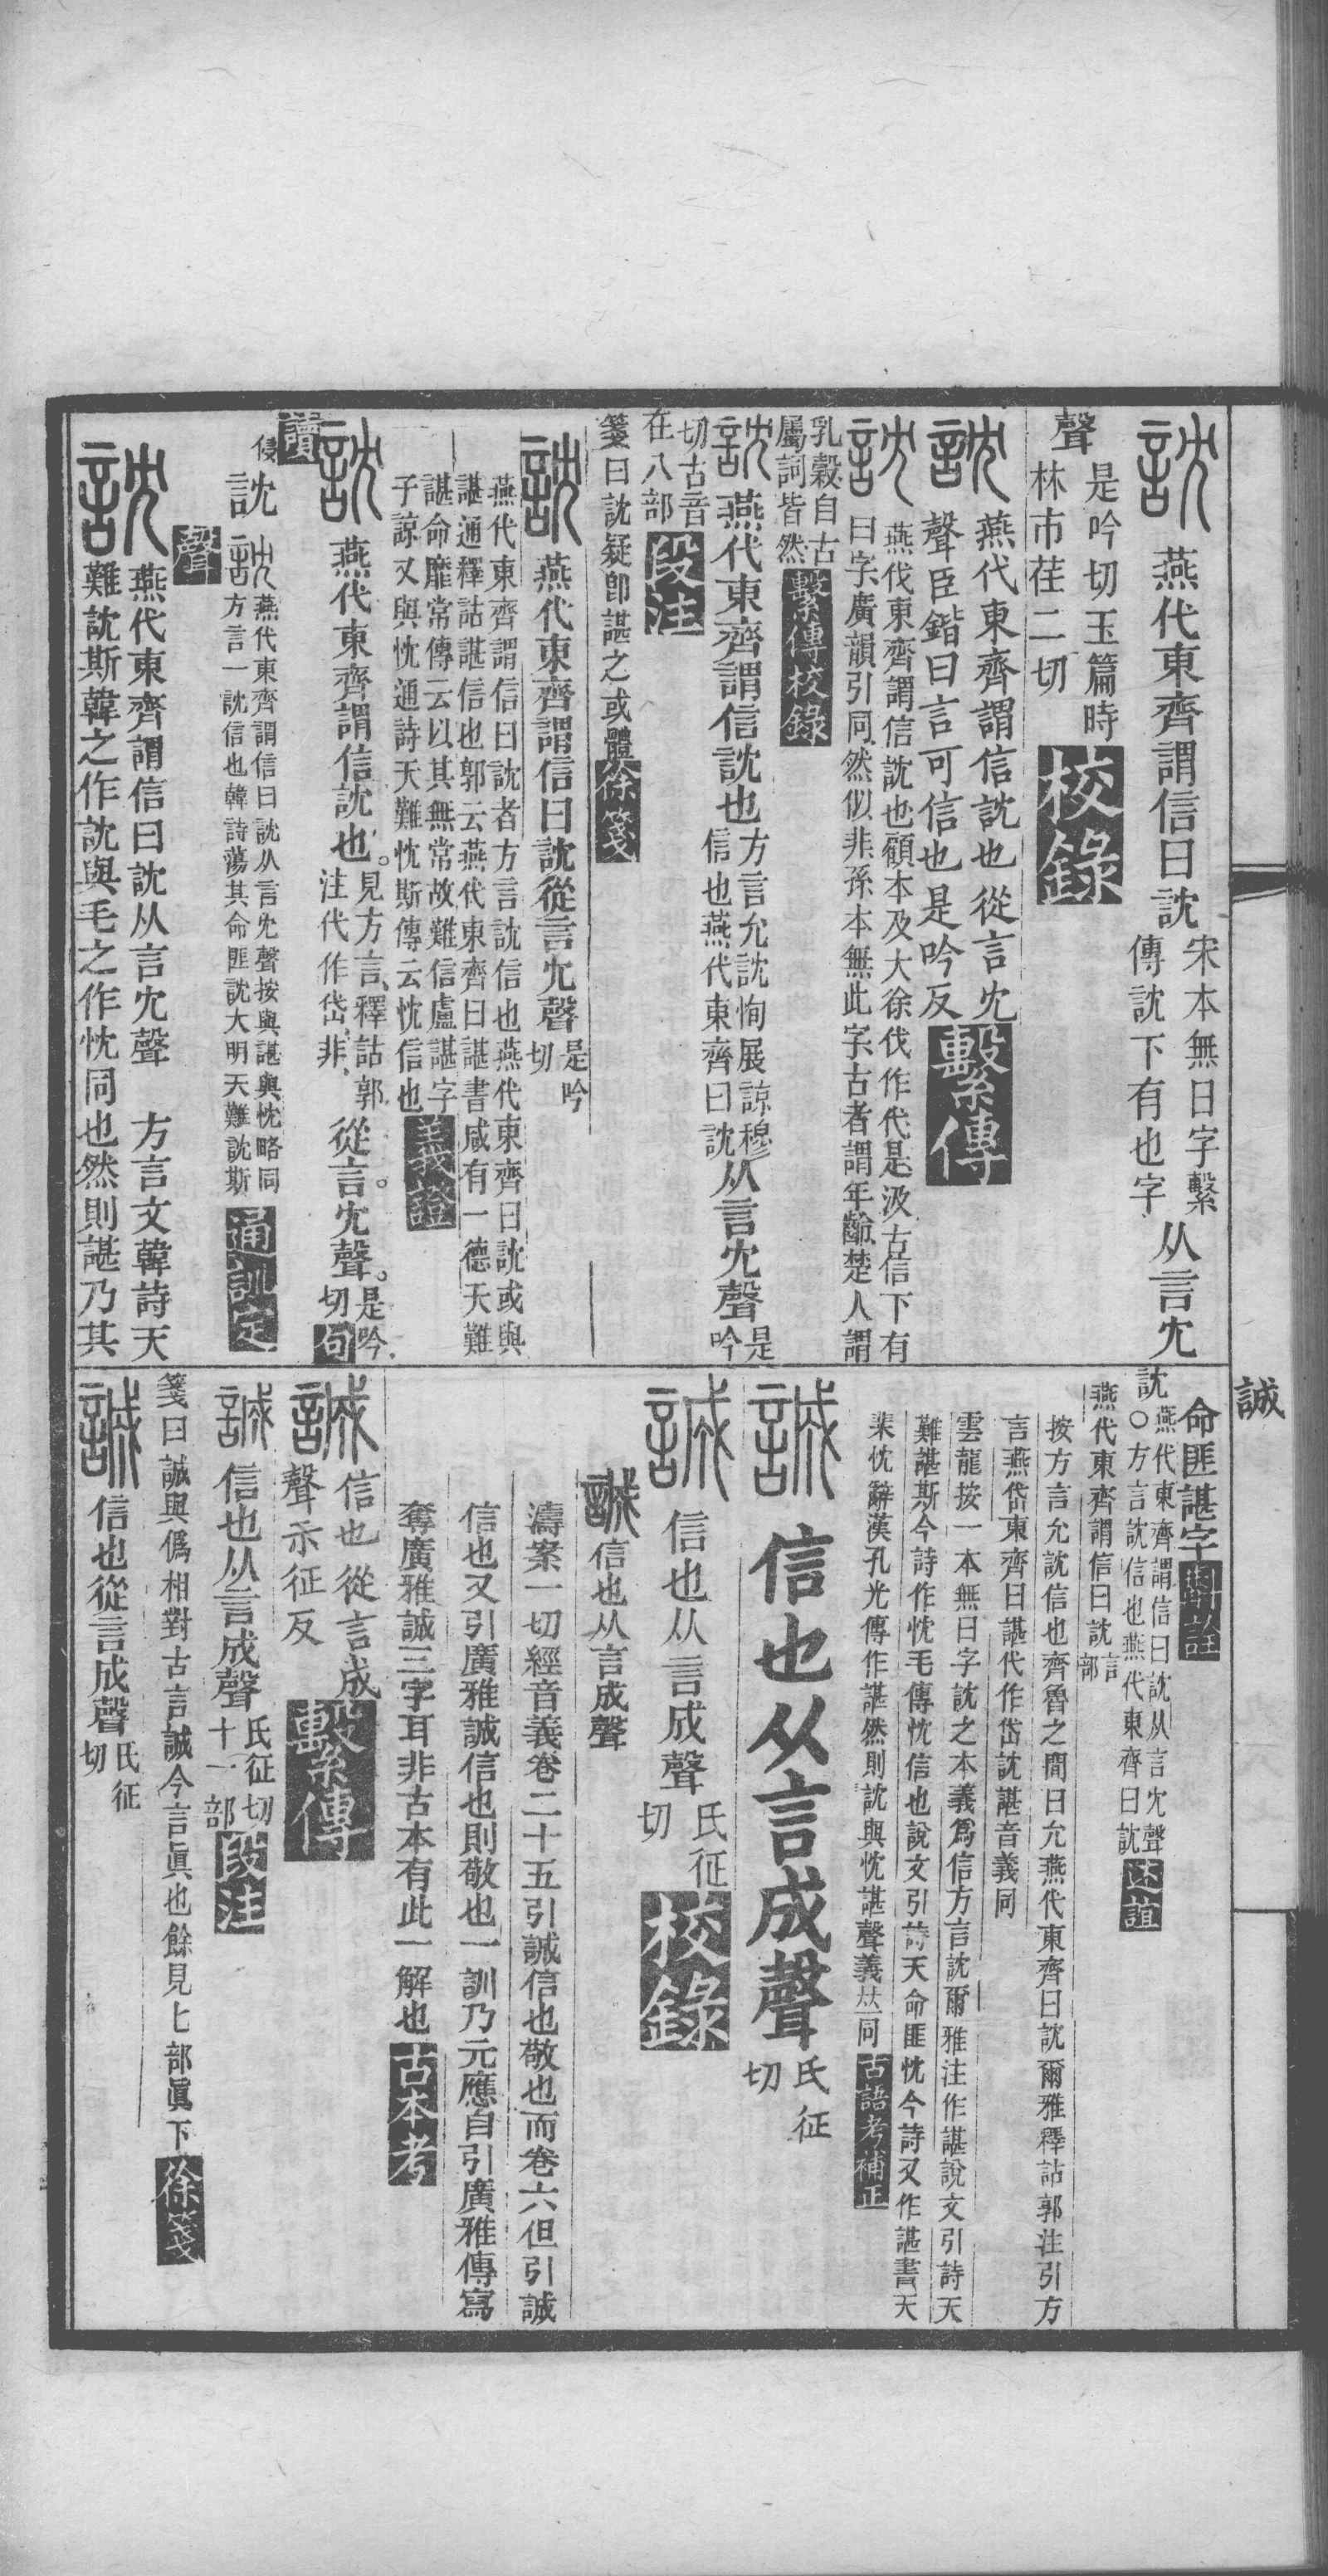 訦燕代東齊謂信曰訦宋本無曰字繫
傳訦下有也字从言冘
聲是吟切玉篇時
林市荏二切校錄
訦燕代東齊謂信訦也從言冘
聲臣鍇曰言可信也是吟反繫傳
訦燕伐東齊謂信訦也顧本及大徐伐作代是汲古信下有
曰字廣韻引同然似非孫本無此字古者謂年齡楚人謂
乳穀自古
屬詞皆然繫傳校錄
訦燕代東齊謂信訦也方言允訦恂展諒穆
信也燕代東齊曰訦从言冘聲是
吟
切古音
在八部段注
箋曰訦疑卽諶之或體徐箋
訦燕代東齊謂信曰訦從言冘聲是吟
切
燕代東齊謂信曰訦者方言訦信也燕代東齊曰訦或與
諶通釋詁諶信也郭云燕代東齊曰諶書咸有一德天難
諶命靡常傳云以其無常故難信盧諶字
子諒又與忱通詩天難忱斯傳云忱信也義證
訦燕代東齊謂信訦也。見方言釋詁郭
注代作岱非、從言。冘聲。是吟
切句
讀
侵訦訦燕代東齊謂信曰訦从言冘聲按與諶與忱略同
方言一訦信也韓詩蕩其命匪訦大明天難訦斯通訓定
聲
訦燕代東齊謂信曰訦从言冘聲 方言文韓詩天
難訦斯韓之作訦與毛之作忱同也然則諶乃其
誠
命匪諶字斠詮
訦燕代東齊謂信曰訦从言冘聲
○方言訦信也燕代東齊曰訦述誼
燕代東齊謂信曰訦言
部
按方言允訦信也齊魯之間曰允燕代東齊曰訦爾雅釋詁郭注引方
言燕岱東齊曰諶代作岱訦諶音義同
雲龍按一本無曰字訦之本義爲信方言訦爾雅注作諶說文引詩天
難諶斯今詩作忱毛傳忱信也說文引詩天命匪忱今詩又作諶書天
棐忱辭漢孔光傳作諶然則訦與忱諶聲義𠀤同古語考補正
誠信也从言成聲氏征
切
誠信也从言成聲氏征
切校錄
誠信也从言成聲
濤案一切經音義卷二十五引誠信也敬也而卷六但引誠
信也又引廣雅誠信也則敬也一訓乃元應自引廣雅傳寫
奪廣雅誠三字耳非古本有此一解也古本考
誠信也從言成
聲示征反繫傳
誠信也从言成聲氏征切
十一部段注
箋曰誠與僞相對古言誠今言眞也餘見匕部眞下徐箋
誠信也從言成聲氏征
切